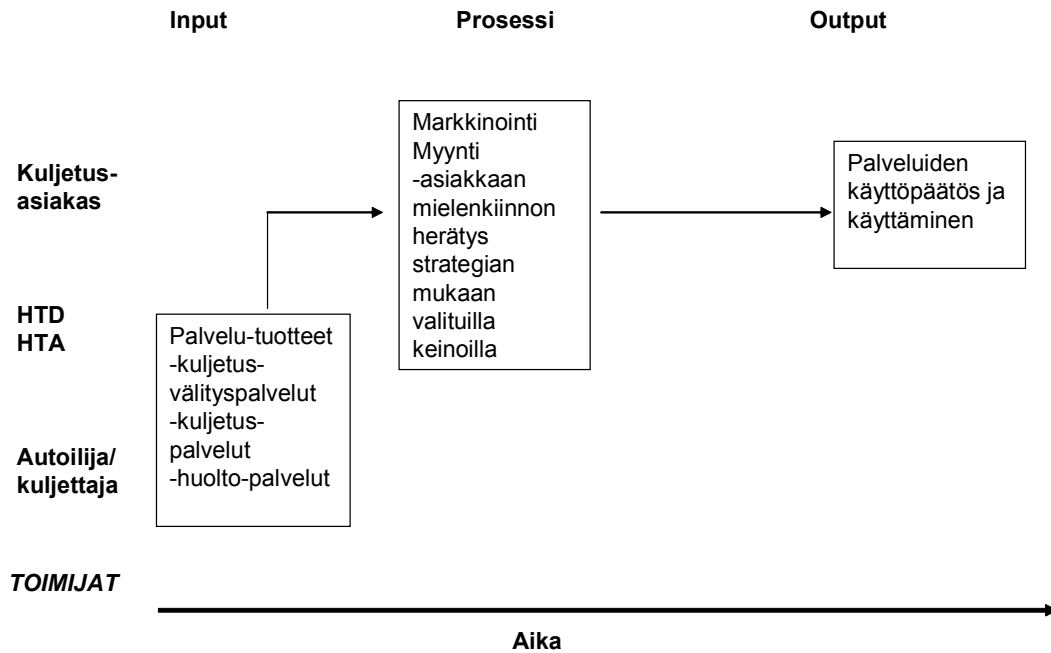 Input
Prosessi
Output
Kuljetus-
asiakas
HTD
HTA
Autoilija/
kuljettaja
TOIMIJAT
Palvelu-tuotteet
-kuljetus-
välityspalvelut
-kuljetus-
palvelut
-huolto-palvelut
Markkinointi
Myynti
-asiakkaan
mielenkiinnon
herätys
strategian
mukaan
valituilla
keinoilla
Palveluiden
käyttöpäätös ja
käyttäminen
Aika